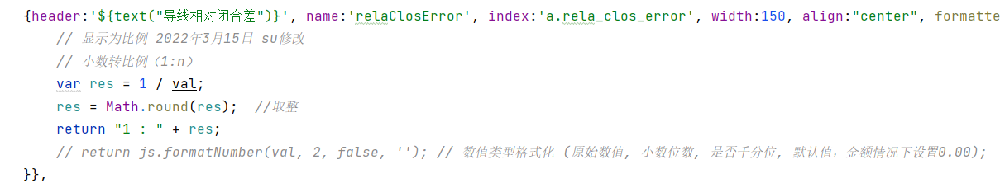 {header:'${text("导线相对闭合差")}', name:'relaClosError', index:'a.rela_clos_error', width:150, align:"center", formatte
// 显示为比例 2022年3月15日 su修改
// 小数转比例（1:n）
var res = 1 / val;
res = Math.round(res);  //取整
return "1 : " + res;
// return js.formatNumber(val, 2, false, ''); // 数值类型格式化 (原始数值, 小数位数, 是否千分位, 默认值，金额情况下设置0.00);
}},